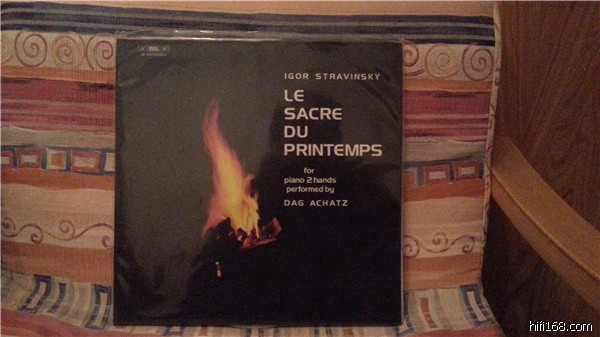 IGOR STRAVINSKY
LE
SACRE
DU
PRINTEMPS
for
piano 2 hands
performed by
DAG ACHATZ
hifi168.com